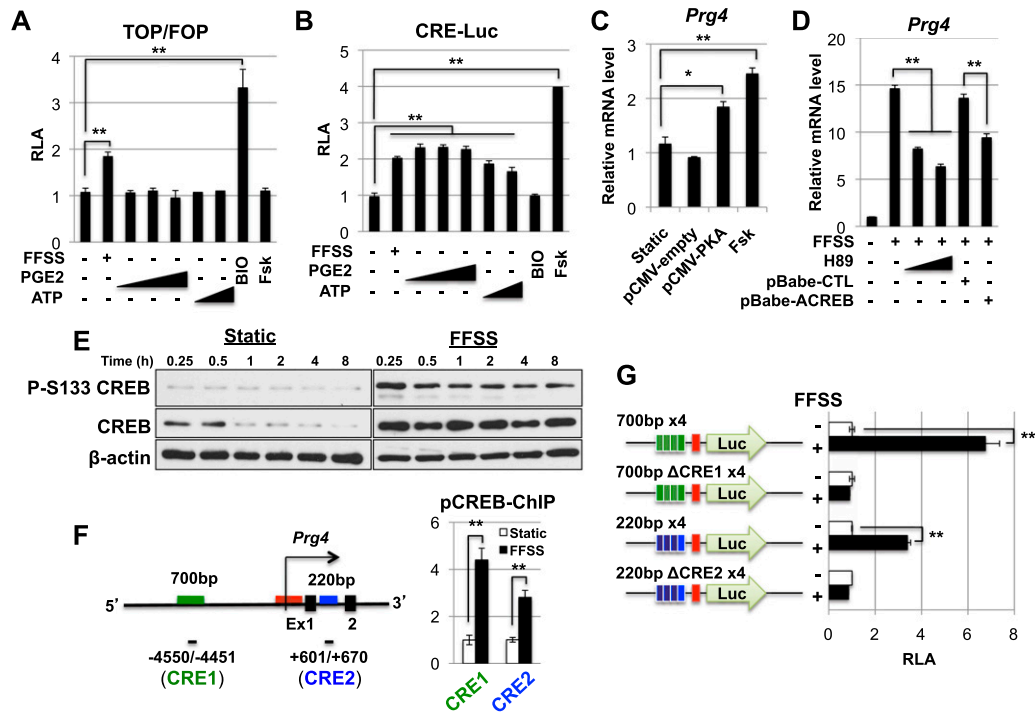 A
TOP/FOP
**
**
RLA
4
3
2
1
0
FFSS - + - - - - - - -
PGE2 - - - -
ATP - - - - -
BIO
Fsk
B
CRE-Luc
**
**
RLA
5
4
3
2
1
0
FFSS - + - - - - - - -
PGE2 - - - -
ATP - - - - -
BIO
Fsk
C
Prg4
**
*
Relative mRNA level
3
2
1
0
Static
pCMV-empty
pCMV-PKA
Fsk
D
Prg4
** **
Relative mRNA level
20
15
10
5
0
FFSS - + + + + +
H89 - - - -
pBabe-CTL - - - - + -
pBabe-ACREB - - - - - +
E
Static FFSS
Time (h) 0.25 0.5 1 2 4 8 0.25 0.5 1 2 4 8
P-S133 CREB
CREB
β-actin
F
Prg4
700bp 220bp
5’ 3’
Ex1 2
-4550/-4451 +601/+670
(CRE1) (CRE2)
pCREB-ChIP
Static
FFSS
**
**
6
4
2
0
CRE1
CRE2
G
FFSS
700bp x4
Luc
-
+
**
700bp ΔCRE1 x4
Luc
-
+
220bp x4
Luc
-
+
**
220bp ΔCRE2 x4
Luc
-
+
0 2 4 6 8
RLA